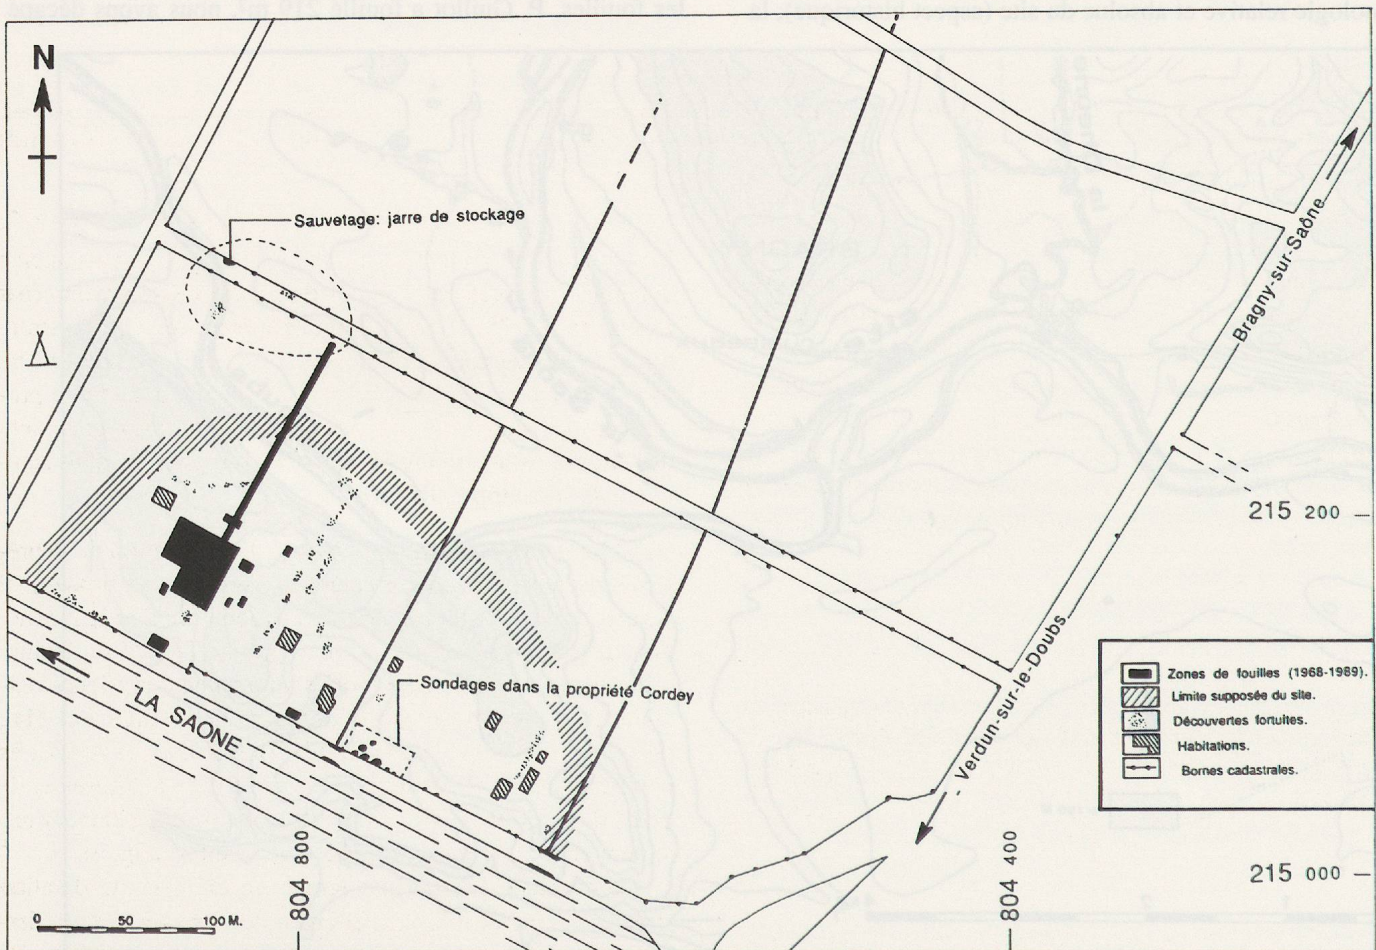 N
Sauvetage: jarre de stockage
Bragny-sur-Saône
215 200
Verdun-sur-le-Doubs
Sondages dans la propriété Cordey
LA SAONE
Zones de fouilles (1968-1989).
Limite supposée du site.
Découvertes fortuites.
Habitations.
Bornes cadastrales.
215 000
804 800
804 400
0 50 100 M.